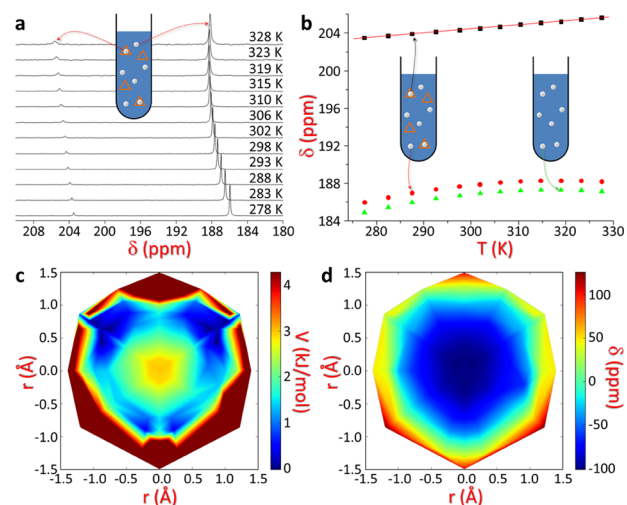 a
328 K
323 K
319 K
315 K
310 K
306 K
302 K
298 K
293 K
288 K
283 K
278 K
208 204 200 196 192 188 184 180
δ (ppm)
b
204
200
196
192
188
184
δ (ppm)
280 290 300 310 320 330
T (K)
c
1.5
1.0
0.5
0.0
-0.5
-1.0
-1.5
r (Å)
-1.5 -1.0 -0.5 0.0 0.5 1.0 1.5
r (Å)
4
3
2
1
0
V (kJ/mol)
d
1.5
1.0
0.5
0.0
-0.5
-1.0
-1.5
r (Å)
-1.5 -1.0 -0.5 0.0 0.5 1.0 1.5
r (Å)
100
50
0
-50
-100
δ (ppm)